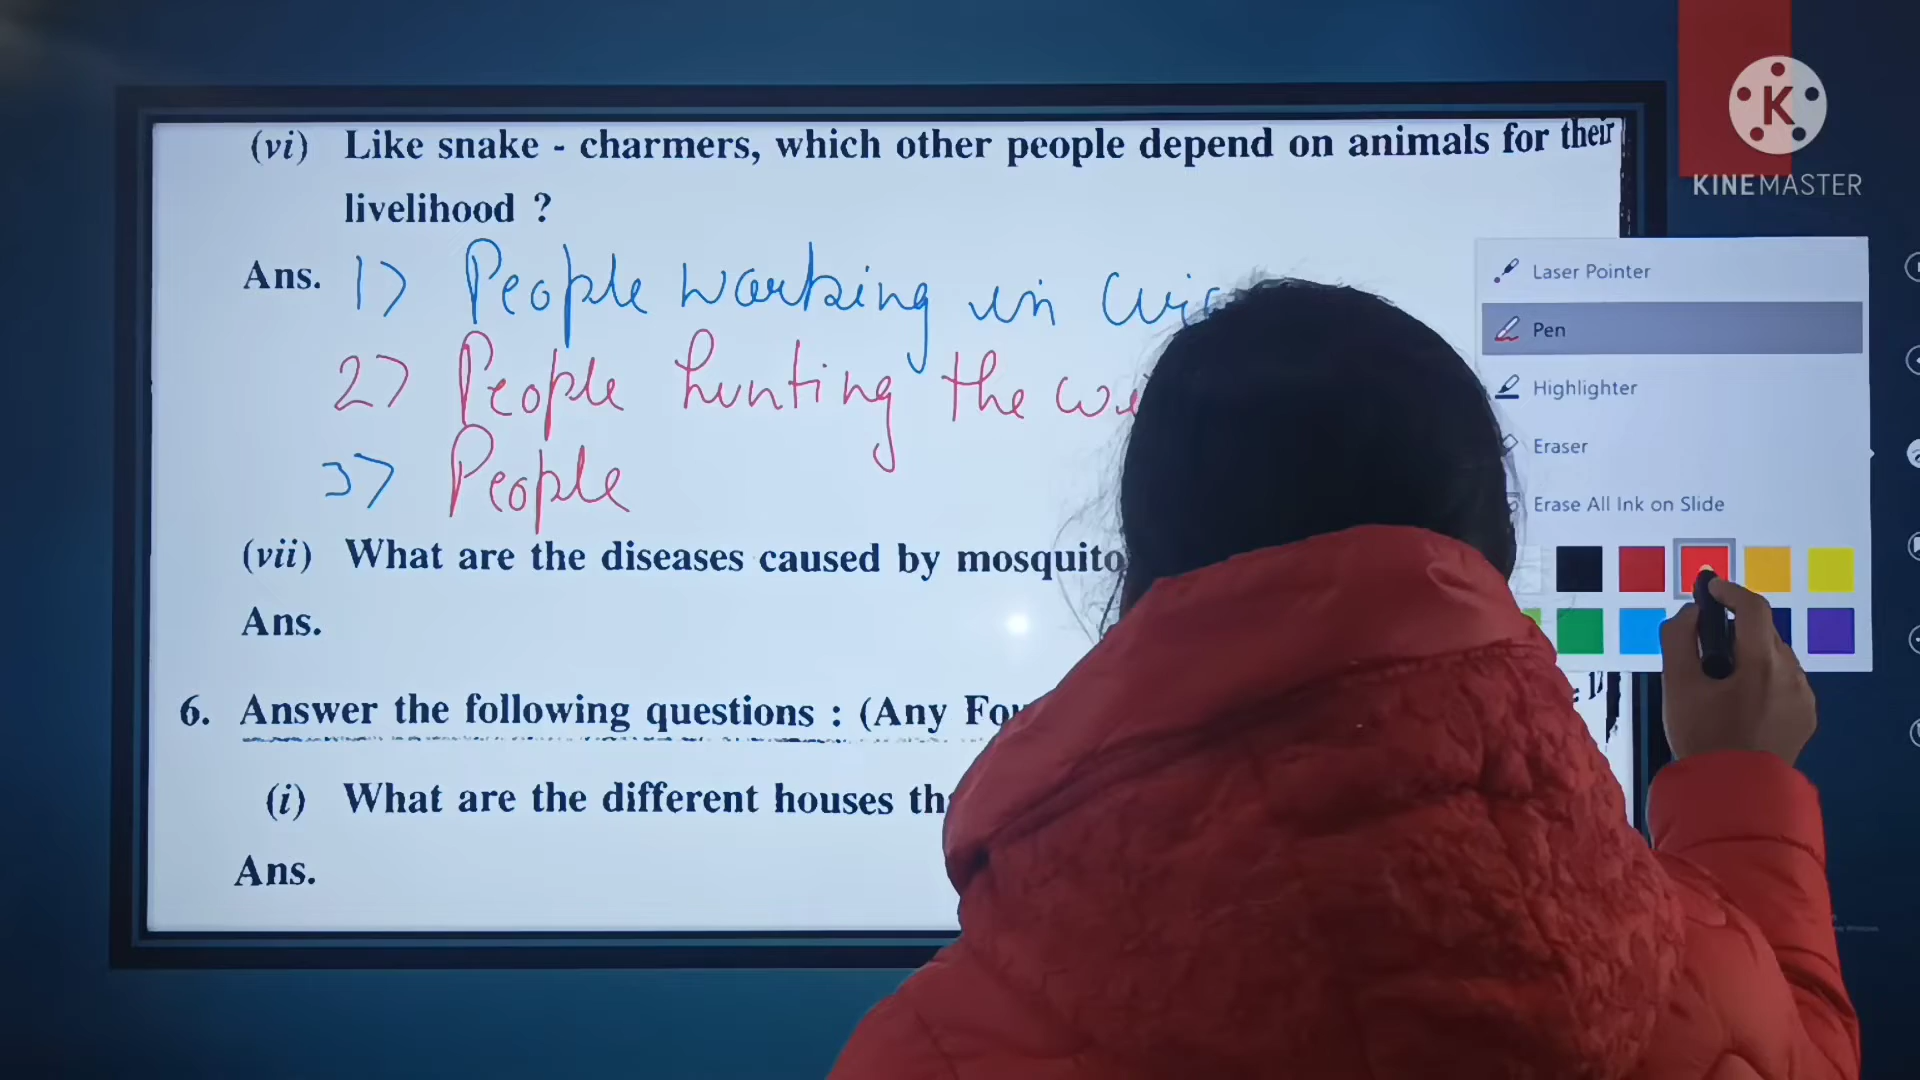 (vi) Like snake - charmers, which other people depend on animals for their
livelihood ?
Ans. 1) People working in
2) People hunting the
3) People
(vii) What are the diseases caused by
Ans.
6. Answer the following questions : (Any
(i) What are the different houses
Ans.
K
KINEMASTER
Laser Pointer
Pen
Highlighter
Eraser
Erase All Ink on Slide